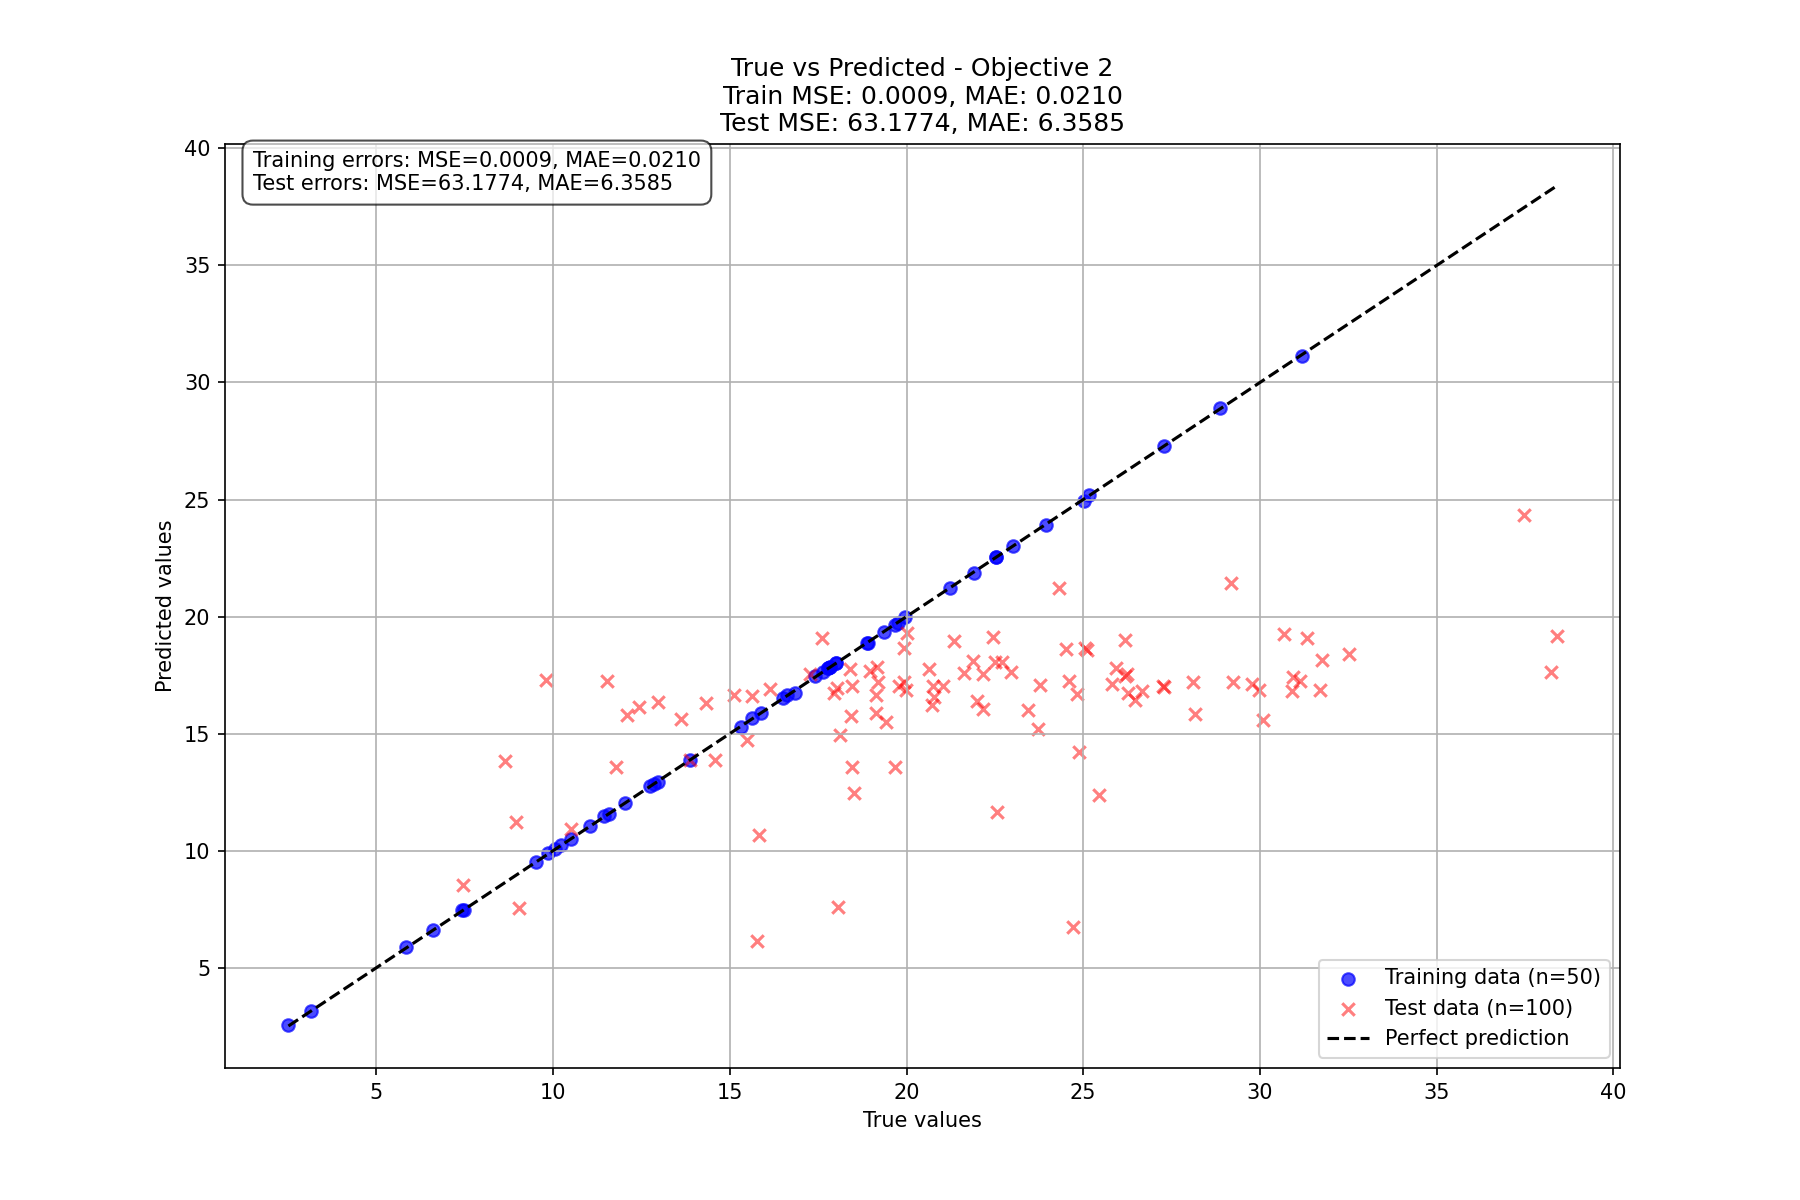 True vs Predicted - Objective 2
Train MSE: 0.0009, MAE: 0.0210
Test MSE: 63.1774, MAE: 6.3585
Training errors: MSE=0.0009, MAE=0.0210
Test errors: MSE=63.1774, MAE=6.3585
40
35
30
25
20
15
10
5
Predicted values
Training data (n=50)
Test data (n=100)
Perfect prediction
5 10 15 20 25 30 35 40
True values